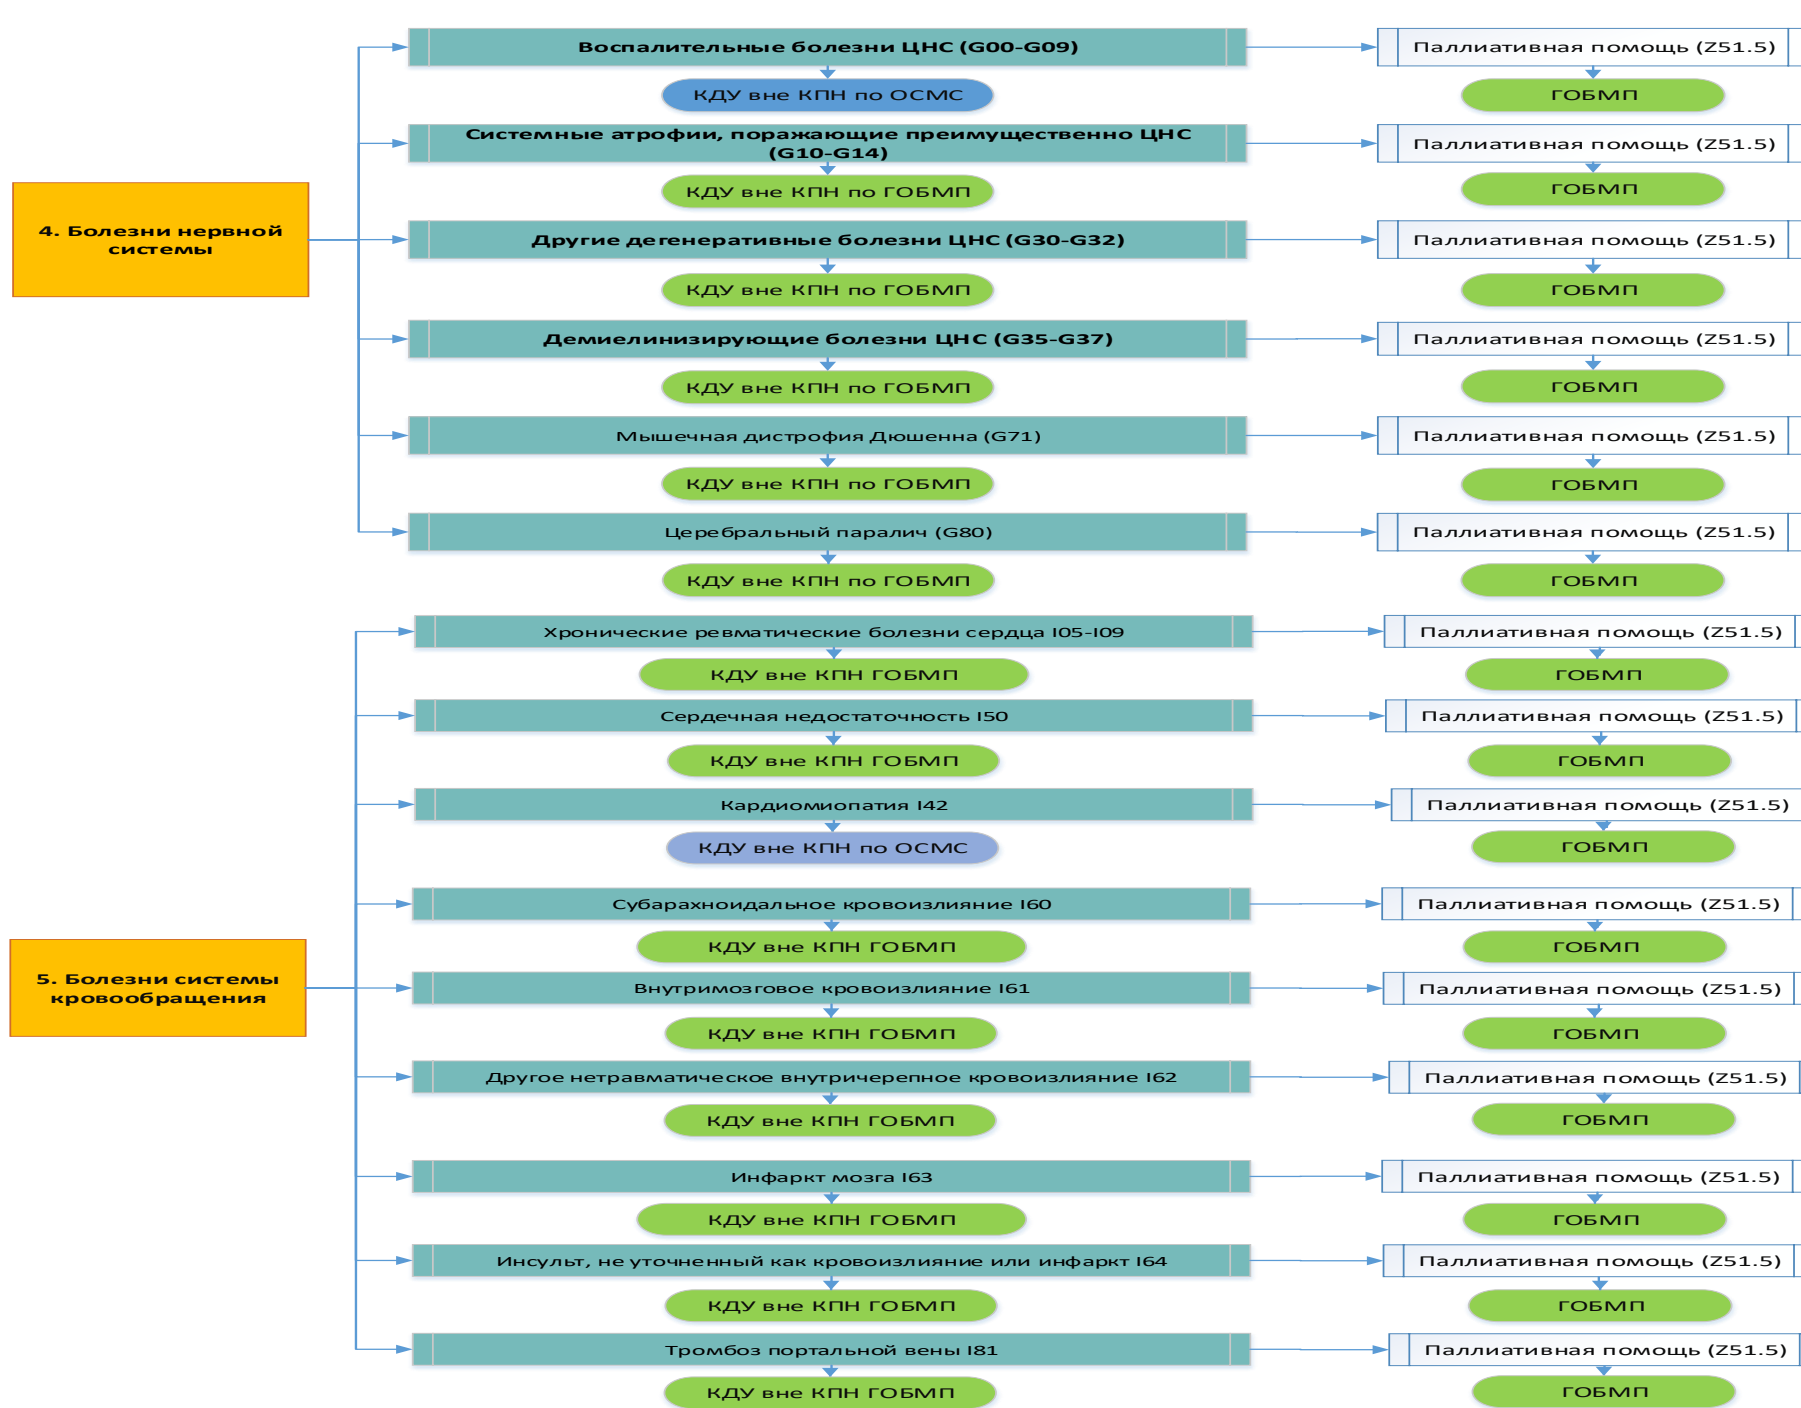 Воспалительные болезни ЦНС (G00-G09)
Паллиативная помощь (Z51.5)
КДУ вне КПН по ОСМС
ГОБМП
Системные атрофии, поражающие преимущественно ЦНС
(G10-G14)
Паллиативная помощь (Z51.5)
КДУ вне КПН по ГОБМП
ГОБМП
4. Болезни нервной
системы
Другие дегенеративные болезни ЦНС (G30-G32)
Паллиативная помощь (Z51.5)
КДУ вне КПН по ГОБМП
ГОБМП
Демиелинизирующие болезни ЦНС (G35-G37)
Паллиативная помощь (Z51.5)
КДУ вне КПН по ГОБМП
ГОБМП
Мышечная дистрофия Дюшенна (G71)
Паллиативная помощь (Z51.5)
КДУ вне КПН по ГОБМП
ГОБМП
Церебральный паралич (G80)
Паллиативная помощь (Z51.5)
КДУ вне КПН по ГОБМП
ГОБМП
Хронические ревматические болезни сердца I05-I09
Паллиативная помощь (Z51.5)
КДУ вне КПН ГОБМП
ГОБМП
Сердечная недостаточность I50
Паллиативная помощь (Z51.5)
КДУ вне КПН ГОБМП
ГОБМП
Кардиомиопатия I42
Паллиативная помощь (Z51.5)
КДУ вне КПН по ОСМС
ГОБМП
Субарахноидальное кровоизлияние I60
Паллиативная помощь (Z51.5)
КДУ вне КПН ГОБМП
ГОБМП
5. Болезни системы
кровообращения
Внутримозговое кровоизлияние I61
Паллиативная помощь (Z51.5)
КДУ вне КПН ГОБМП
ГОБМП
Другое нетравматическое внутричерепное кровоизлияние I62
Паллиативная помощь (Z51.5)
КДУ вне КПН ГОБМП
ГОБМП
Инфаркт мозга I63
Паллиативная помощь (Z51.5)
КДУ вне КПН ГОБМП
ГОБМП
Инсульт, не уточненный как кровоизлияние или инфаркт I64
Паллиативная помощь (Z51.5)
КДУ вне КПН ГОБМП
ГОБМП
Тромбоз портальной вены I81
Паллиативная помощь (Z51.5)
КДУ вне КПН ГОБМП
ГОБМП